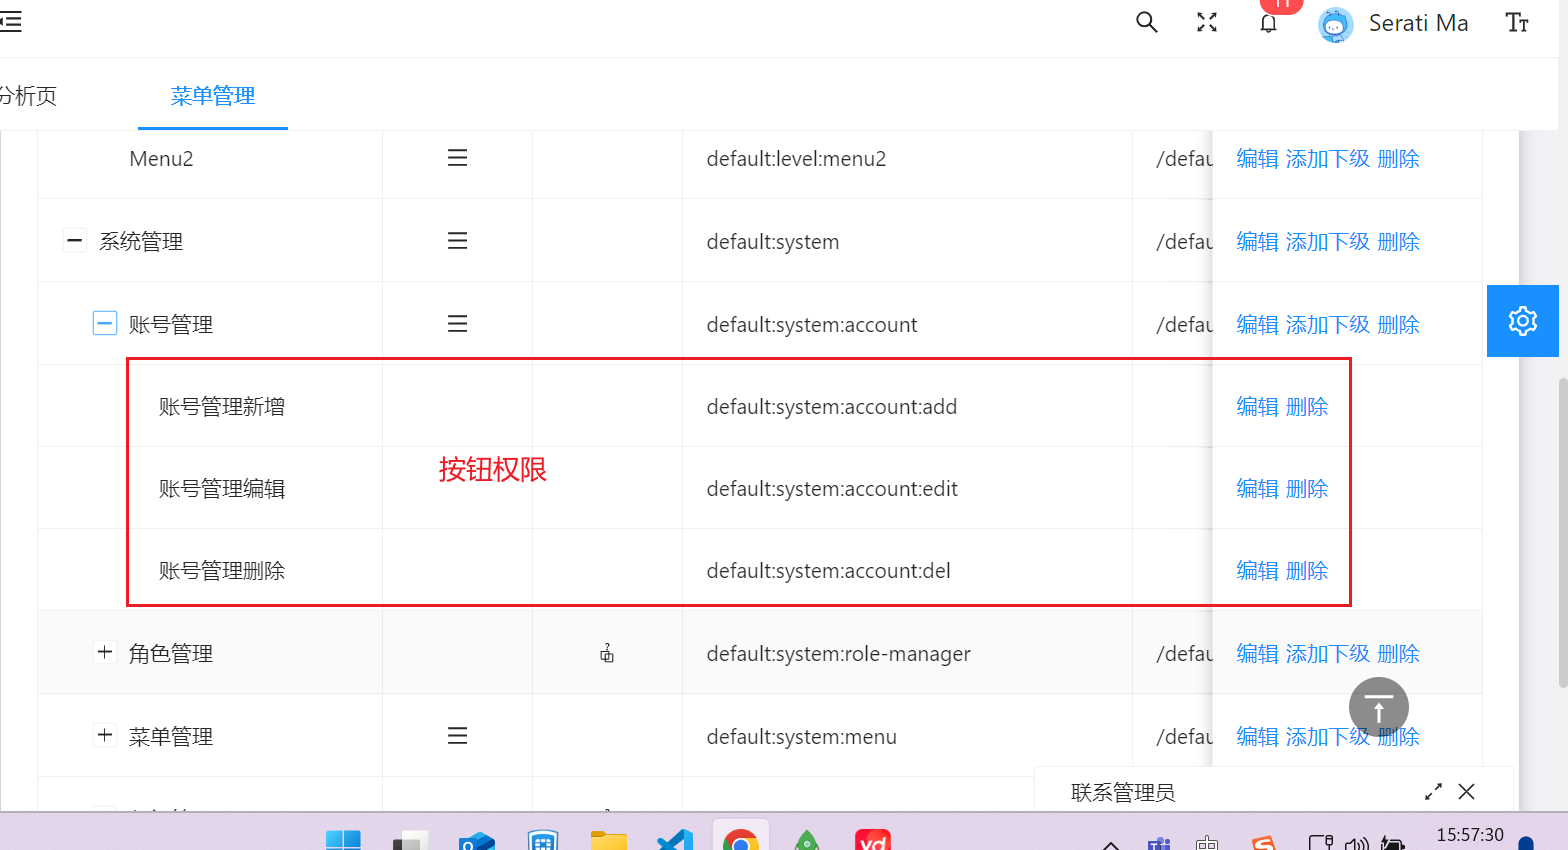 Serati Ma
分析页
菜单管理
Menu2
default:level:menu2
/defau
编辑 添加下级 删除
系统管理
default:system
/defau
编辑 添加下级 删除
账号管理
default:system:account
/defau
编辑 添加下级 删除
账号管理新增
default:system:account:add
编辑 删除
按钮权限
账号管理编辑
default:system:account:edit
编辑 删除
账号管理删除
default:system:account:del
编辑 删除
角色管理
default:system:role-manager
/defau
编辑 添加下级 删除
菜单管理
default:system:menu
/defau
编辑 添加下级 删除
联系管理员
中
15:57:30